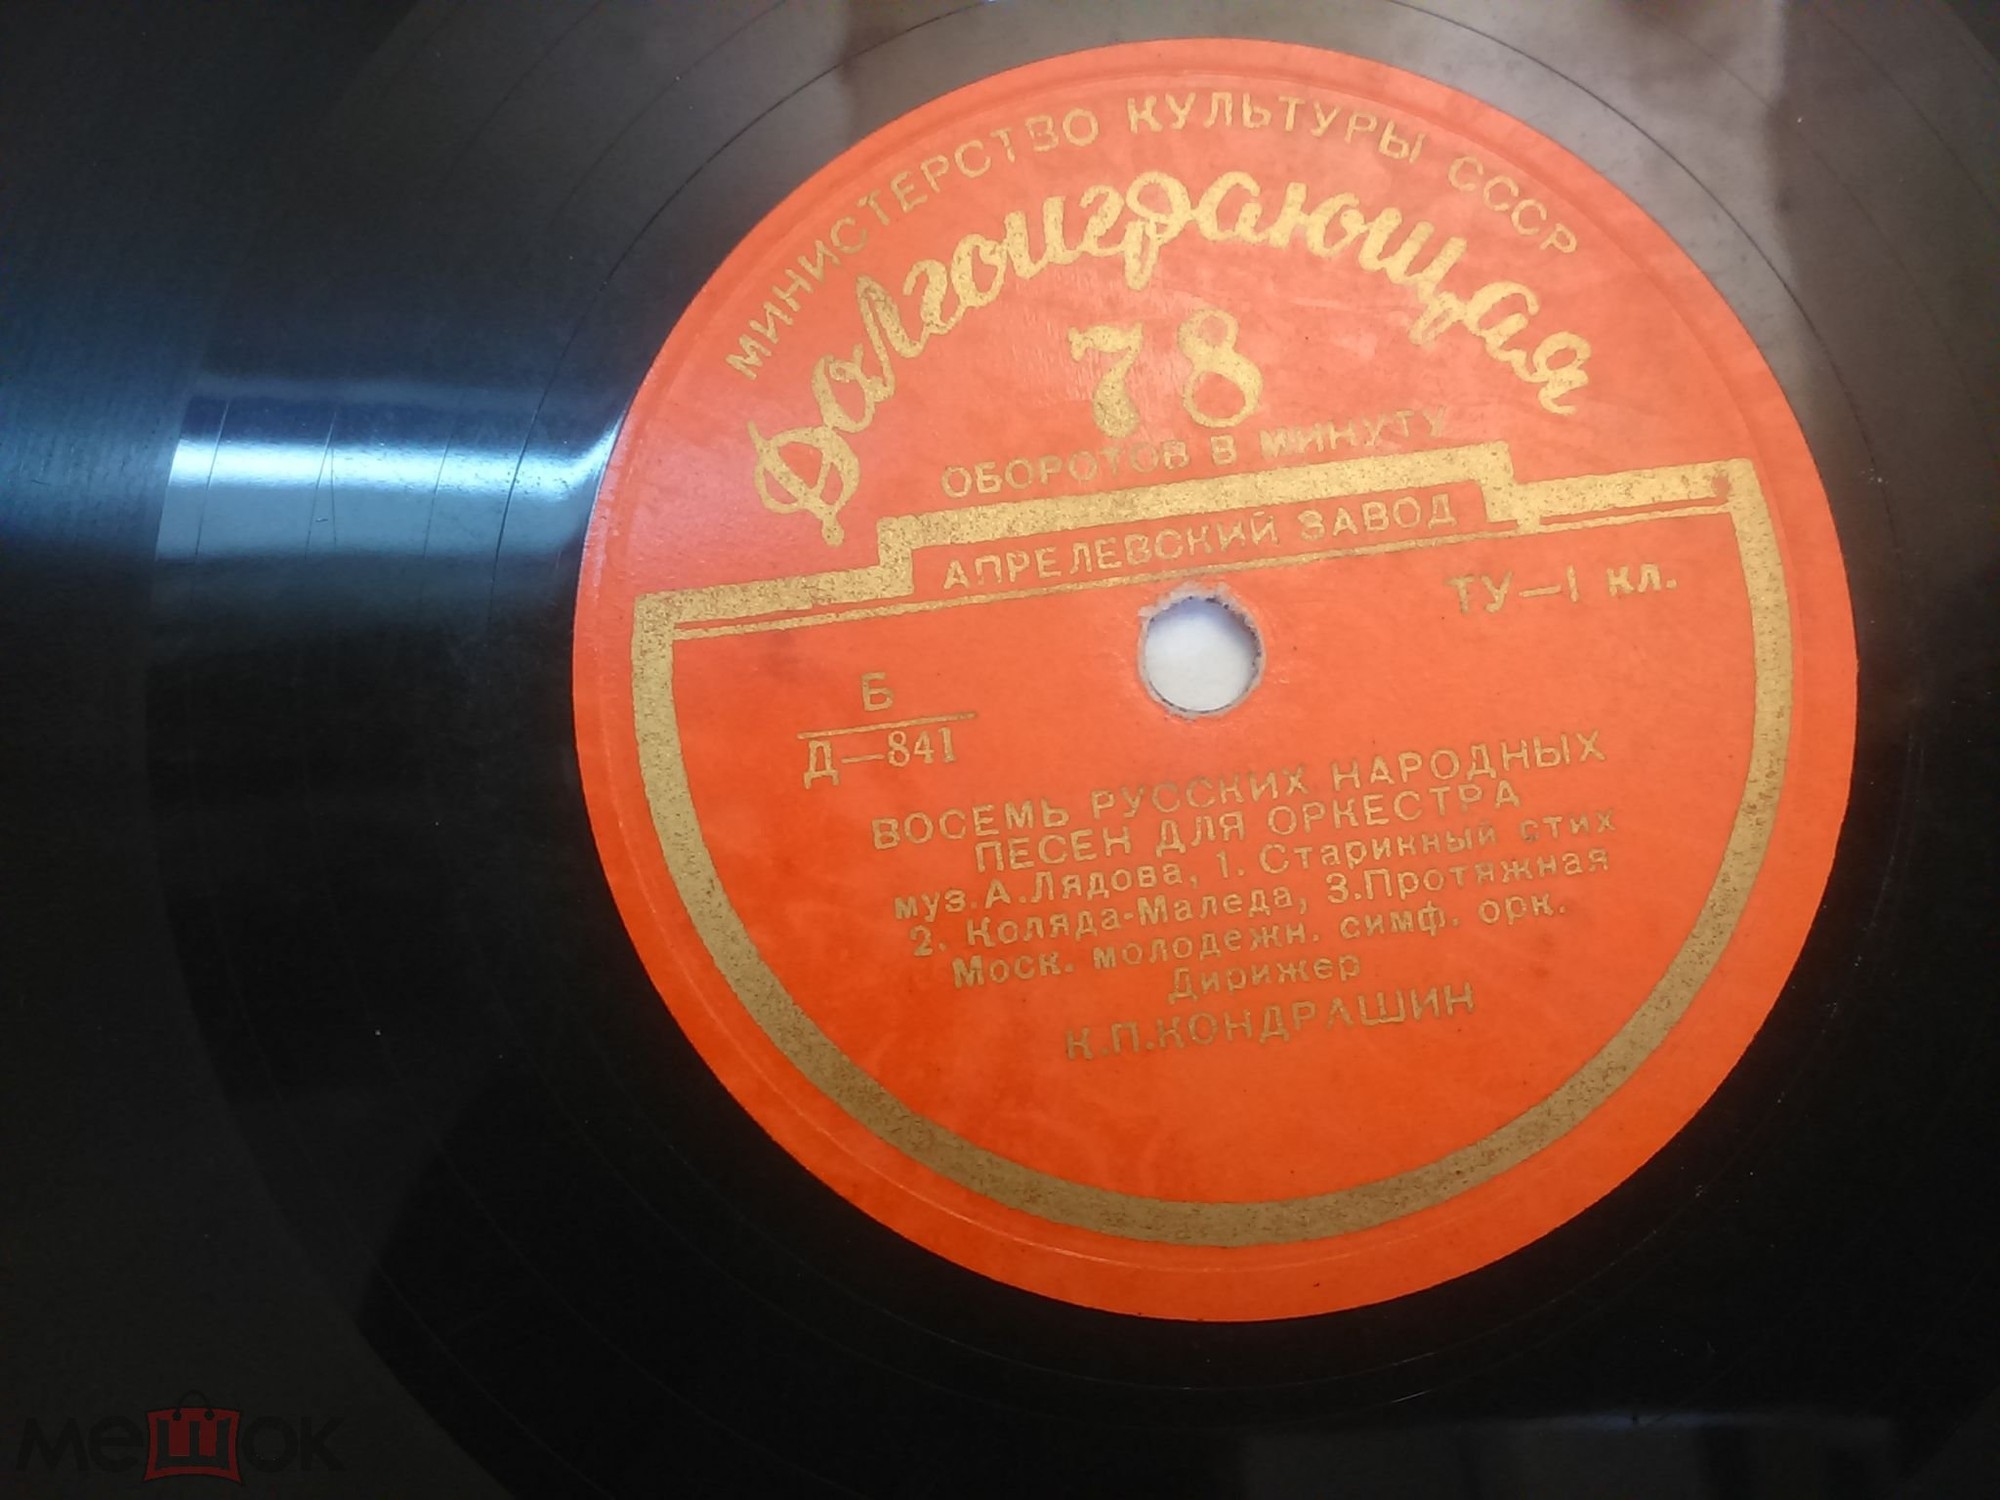 МИНИСТЕРСТВО КУЛЬТУРЫ СССР
Долгоиграющая
78
ОБОРОТОВ В МИНУТУ
АПРЕЛЕВСКИЙ ЗАВОД
ТУ—1 кл.
Б
Д—841
ВОСЕМЬ РУССКИХ НАРОДНЫХ
ПЕСЕН ДЛЯ ОРКЕСТРА
муз. А. Лядова, 1. Старинный стих
2. Коляда-Маледа, 3. Протяжная
Моск. молодежн. симф. орк.
Дирижер
К.П.КОНДРАШИН
мешок